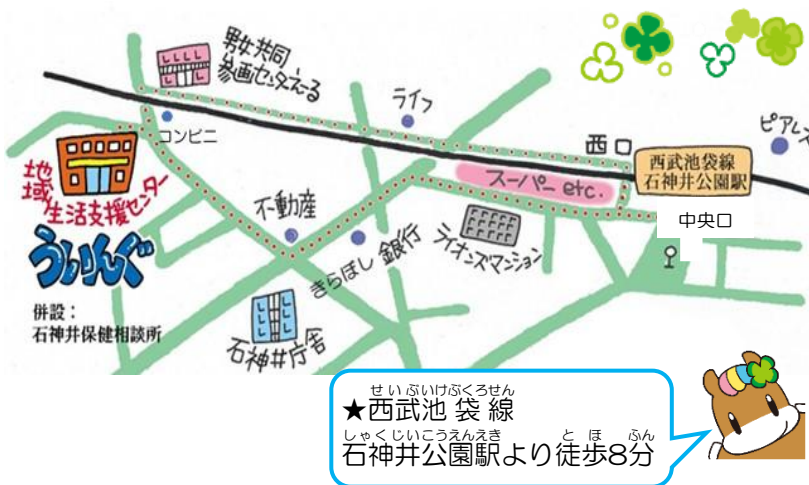 男女共同
参画センターえーる
ライフ
コンビニ
西口
ピアレス
西武池袋線
石神井公園駅
スーパー etc.
中央口
地域
生活支援センター
ういんぐ
不動産
きらぼし 銀行
ライオンズマンション
併設：
石神井保健相談所
石神井庁舎
せいぶいけぶくろせん
★西武池袋線
しゃくじいこうえんえき と ほ ふん
石神井公園駅より徒歩8分